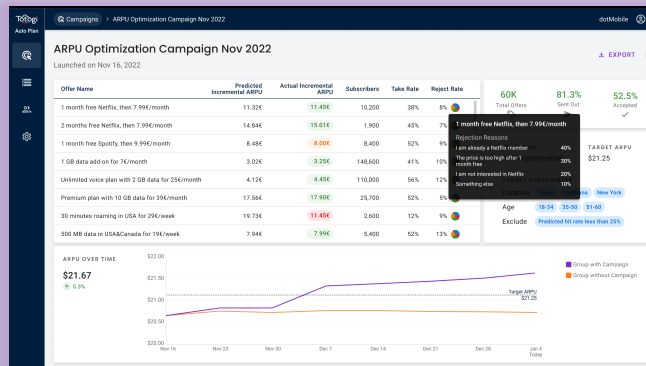 Totogi
Auto Plan
Campaigns > ARPU Optimization Campaign Nov 2022
dotMobile
ARPU Optimization Campaign Nov 2022
Launched on Nov 16, 2022
EXPORT
Offer Name Predicted Incremental ARPU Actual Incremental ARPU Subscribers Take Rate Reject Rate
1 month free Netflix, then 7.99€/month 11.32€ 11.45€ 10,200 38% 8%
2 months free Netflix, then 7.99€/month 14.84€ 15.01€ 1,900 45% 7%
1 month free Spotify, then 9.99€/month 8.48€ 8.00€ 8,400 52% 9%
1 GB data add-on for 7€/month 3.02€ 3.25€ 148,600 41% 10%
Unlimited voice plan with 2 GB data for 25€/month 4.12€ 4.45€ 110,000 56% 12%
Premium plan with 10 GB data for 39€/month 17.56€ 17.90€ 25,700 52% 5%
30 minutes roaming in USA for 29€/week 19.73€ 11.45€ 2,600 12% 9%
500 MB data in USA&Canada for 19€/week 7.94€ 7.99€ 5,400 52% 13%
60K 81.3% 52.5%
Total Offers Sent Out Accepted
1 month free Netflix, then 7.99€/month
Rejection Reasons
I am already a Netflix member 40%
The price is too high after 1 month free 30%
I am not interested in Netflix 20%
Something else 10%
TARGET ARPU
$21.25
New York
Age 18-34 35-50 51-60
Exclude Predicted hit rate less than 25%
ARPU OVER TIME
$21.67
5.3%
$22.00
$21.50
$21.00
$20.50
$20.00
Target ARPU
$21.25
Nov 16 Nov 23 Nov 30 Dec 7 Dec 14 Dec 21 Dec 28 Jan 4
Today
Group with Campaign
Group without Campaign